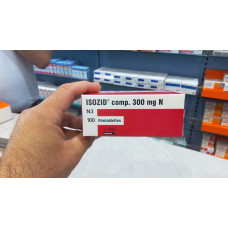 ISOZID® comp. 300 mg N
N3
100 Filmtabletten